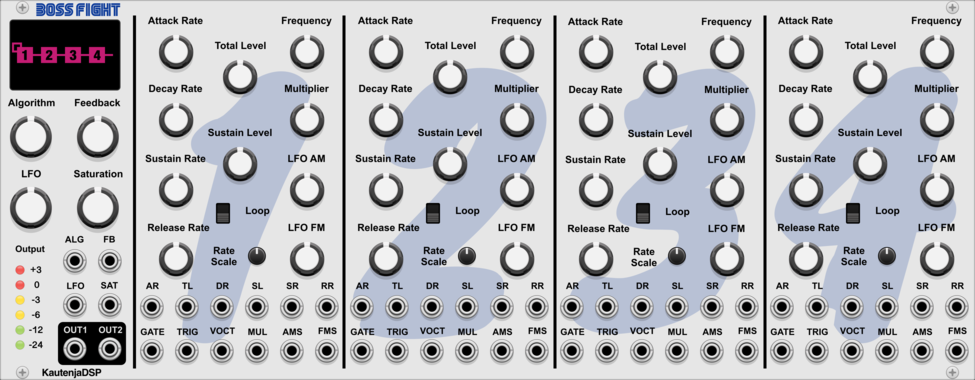 BOSS FIGHT
1 2 3 4
Algorithm Feedback
LFO Saturation
ALG FB
Output
+3
0
-3
-6
-12
-24
LFO SAT
OUT1 OUT2
KautenjaDSP
1
Attack Rate Frequency
Total Level
Decay Rate Multiplier
Sustain Level
Sustain Rate LFO AM
Loop
Release Rate LFO FM
Rate
Scale
AR TL DR SL SR RR
GATE TRIG VOCT MUL AMS FMS
2
Attack Rate Frequency
Total Level
Decay Rate Multiplier
Sustain Level
Sustain Rate LFO AM
Loop
Release Rate LFO FM
Rate
Scale
AR TL DR SL SR RR
GATE TRIG VOCT MUL AMS FMS
3
Attack Rate Frequency
Total Level
Decay Rate Multiplier
Sustain Level
Sustain Rate LFO AM
Loop
Release Rate LFO FM
Rate
Scale
AR TL DR SL SR RR
GATE TRIG VOCT MUL AMS FMS
4
Attack Rate Frequency
Total Level
Decay Rate Multiplier
Sustain Level
Sustain Rate LFO AM
Loop
Release Rate LFO FM
Rate
Scale
AR TL DR SL SR RR
GATE TRIG VOCT MUL AMS FMS